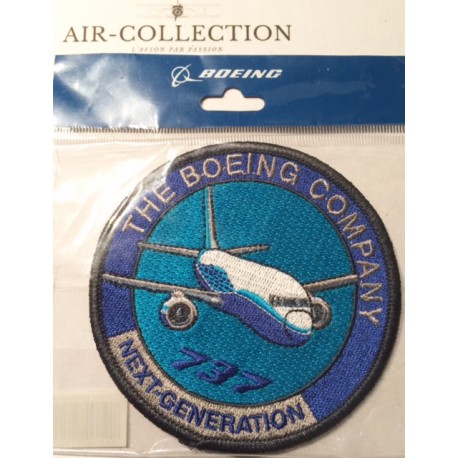 AIR-COLLECTION
L'AVION PAR PASSION
BOEING
THE BOEING COMPANY
737
NEXT-GENERATION